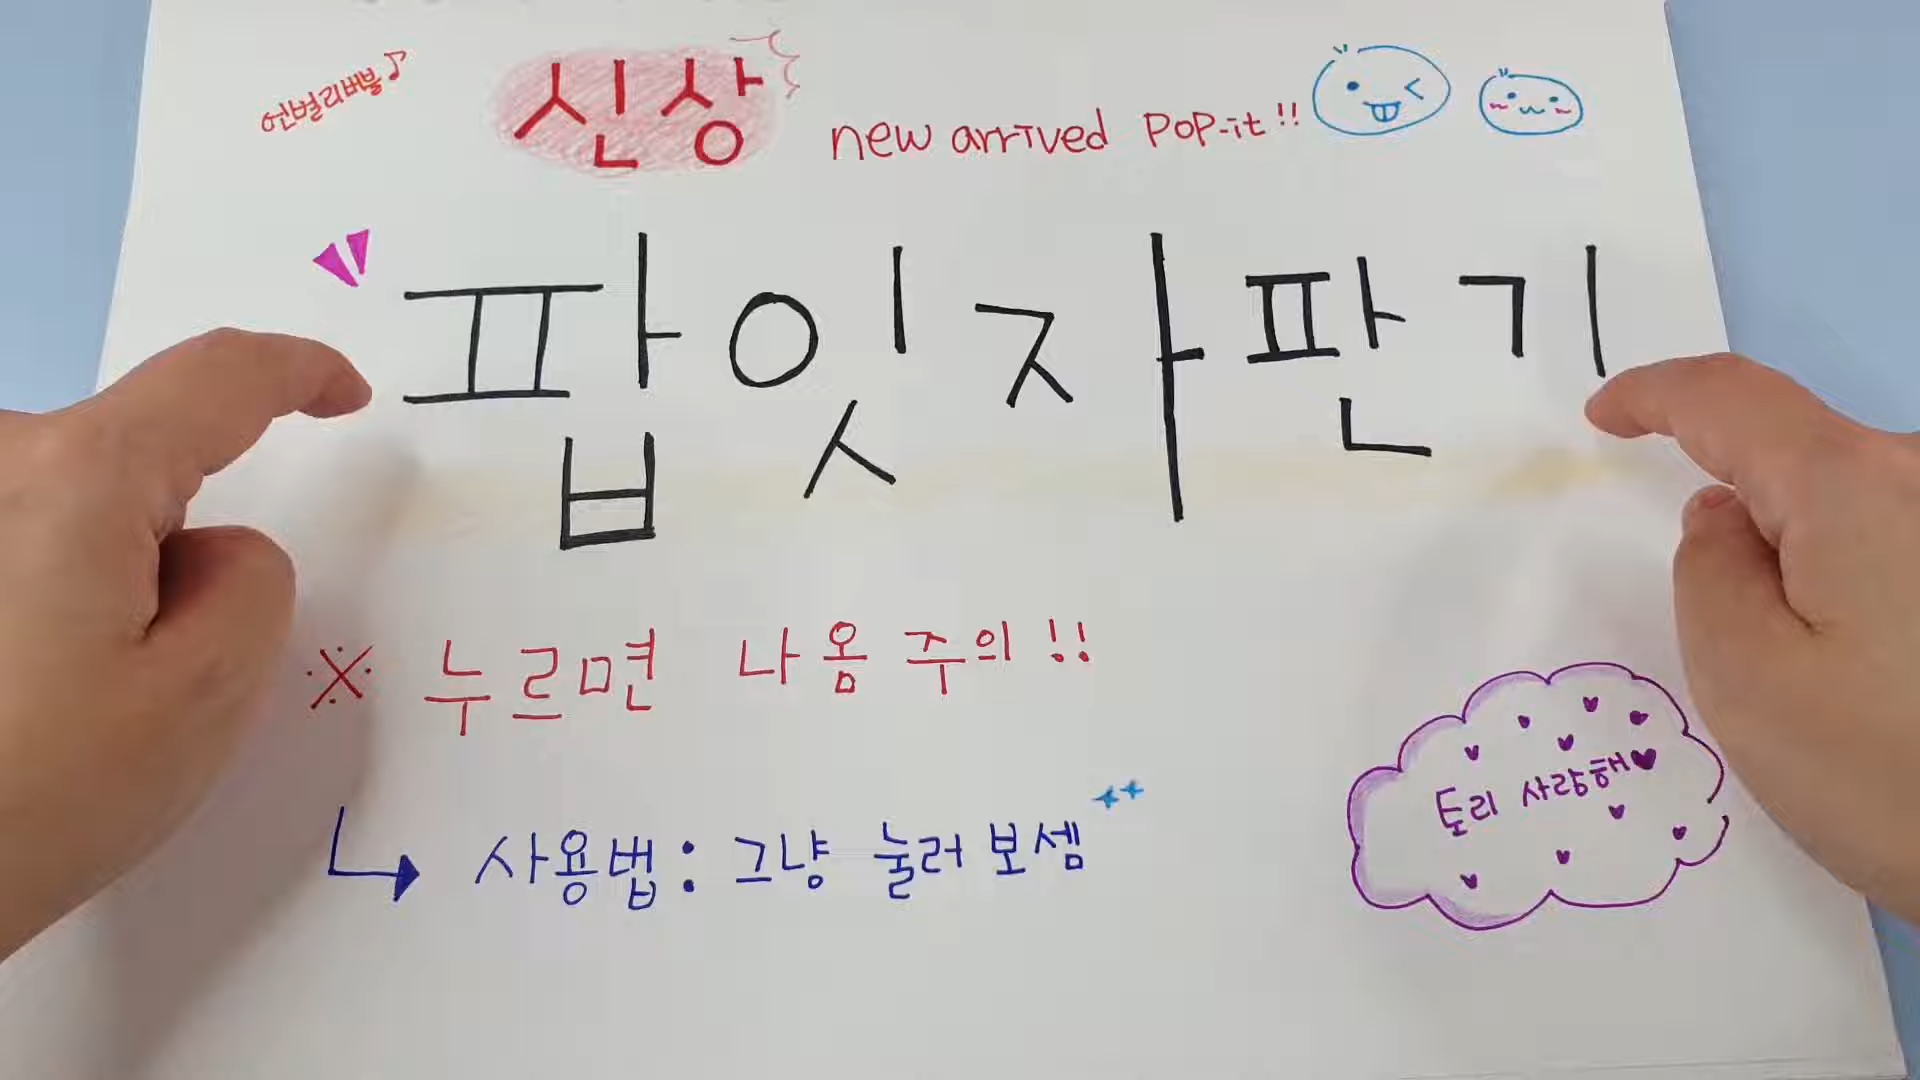 언벌리버블♪
신상 new arrived POP-it!!
팝잇자판기
※ 누르면 나옴 주의!!
사용법: 그냥 눌러보셈
토리 사랑해♥